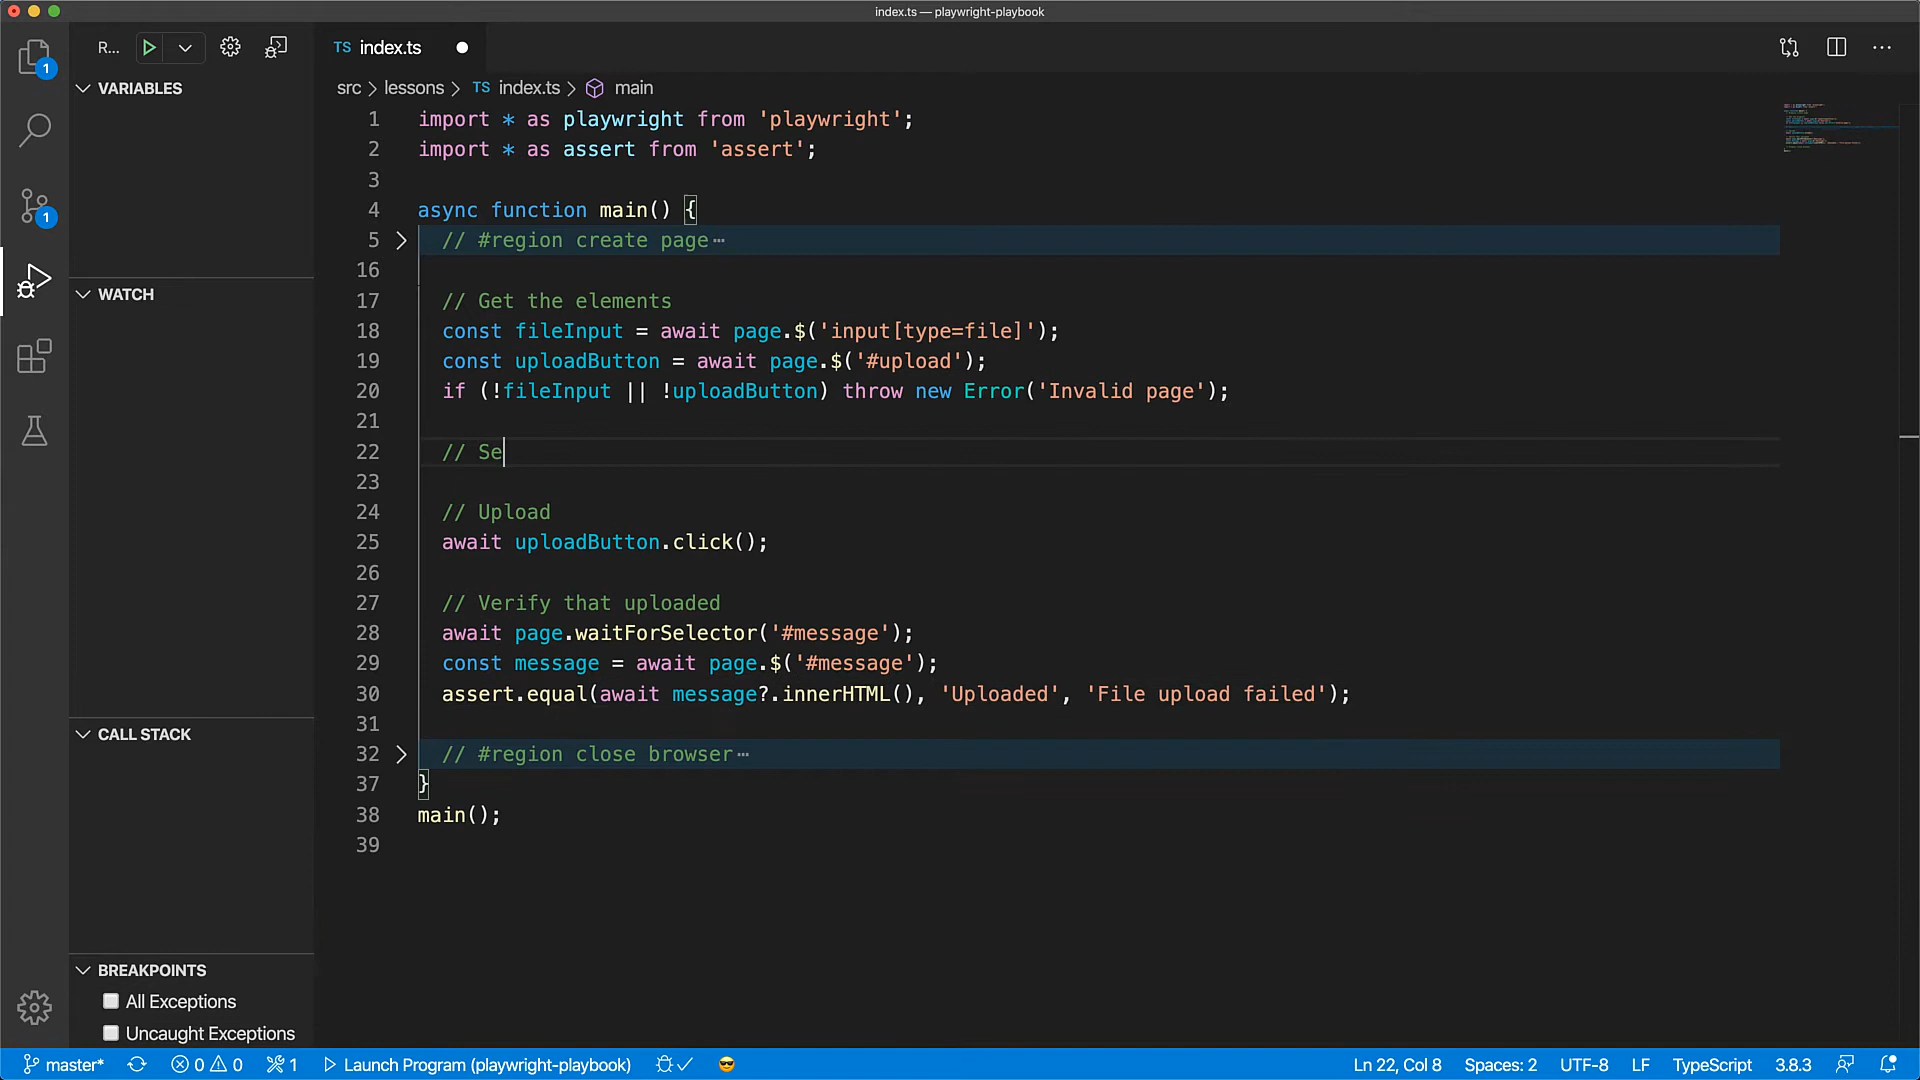 index.ts — playwright-playbook
R...
TS index.ts
src > lessons > TS index.ts > main
VARIABLES
WATCH
CALL STACK
BREAKPOINTS
All Exceptions
Uncaught Exceptions
1
1
1 import * as playwright from 'playwright';
2 import * as assert from 'assert';
3
4 async function main() {
5 // #region create page…
16
17 // Get the elements
18 const fileInput = await page.$('input[type=file]');
19 const uploadButton = await page.$('#upload');
20 if (!fileInput || !uploadButton) throw new Error('Invalid page');
21
22 // Se
23
24 // Upload
25 await uploadButton.click();
26
27 // Verify that uploaded
28 await page.waitForSelector('#message');
29 const message = await page.$('#message');
30 assert.equal(await message?.innerHTML(), 'Uploaded', 'File upload failed');
31
32 // #region close browser…
37 }
38 main();
39
master* 0 0 1 Launch Program (playwright-playbook) Ln 22, Col 8 Spaces: 2 UTF-8 LF TypeScript 3.8.3